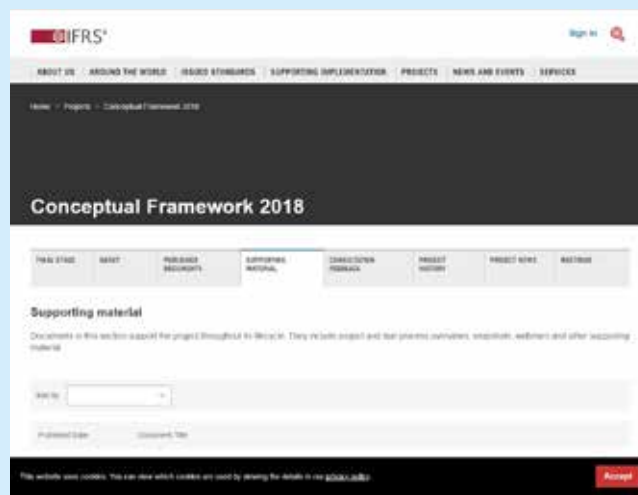 IFRS®
Sign in
ABOUT US AROUND THE WORLD ISSUED STANDARDS SUPPORTING IMPLEMENTATION PROJECTS NEWS AND EVENTS SERVICES
Home > Projects > Conceptual Framework 2018
Conceptual Framework 2018
FINAL STAGE ABOUT PUBLISHED DOCUMENTS SUPPORTING MATERIAL CONSULTATION FEEDBACK PROJECT HISTORY PROJECT NEWS MEETINGS
Supporting material
Documents in this section support the project throughout its lifecycle. They include project and due process overviews, snapshots, webinars and other supporting
material.
Sort by
Published Date Document Title
This website uses cookies. You can view which cookies are used by viewing the details in our privacy policy.
Accept